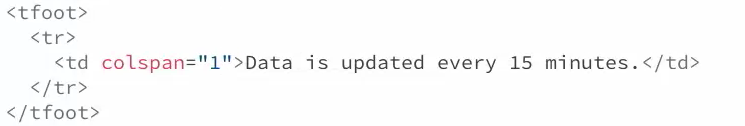 <tfoot>
  <tr>
    <td colspan="1">Data is updated every 15 minutes.</td>
  </tr>
</tfoot>